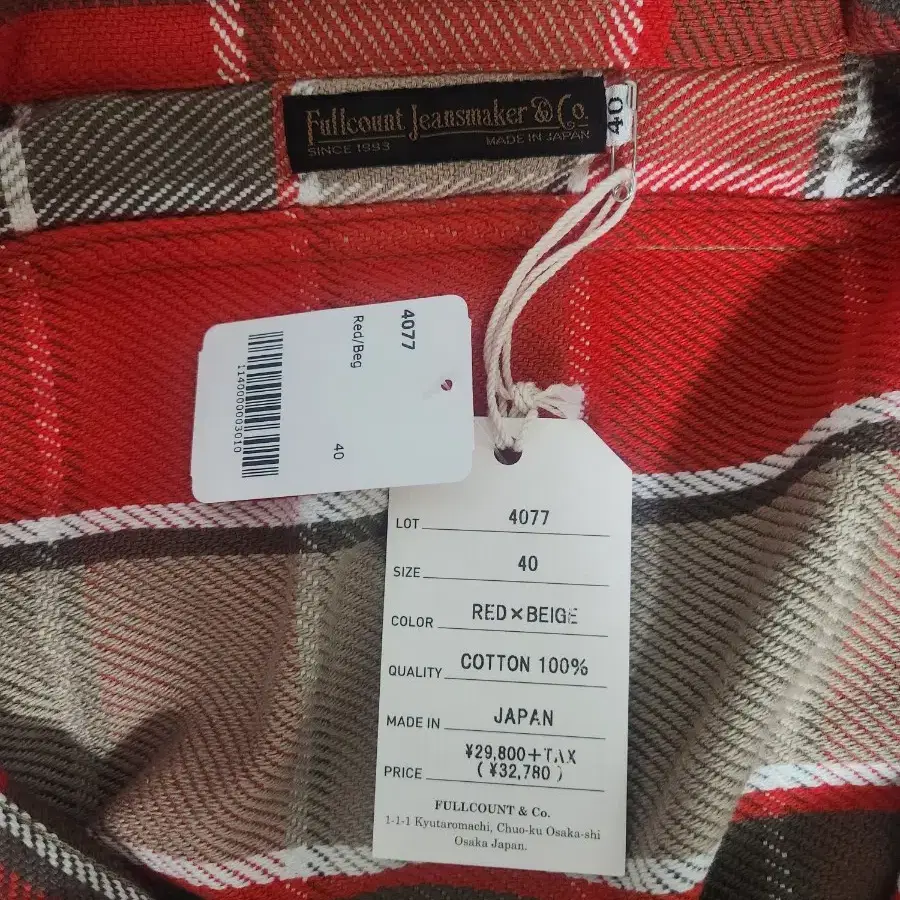 Fullcount Jeansmaker & Co.
SINCE 1993 MADE IN JAPAN
40
4077
Red/Beg
40
1140000003010
LOT 4077
SIZE 40
COLOR RED×BEIGE
QUALITY COTTON 100%
MADE IN JAPAN
¥29,800+TAX
PRICE (¥32,780)
FULLCOUNT & Co.
1-1-1 Kyutaromachi, Chuo-ku Osaka-shi
Osaka Japan.